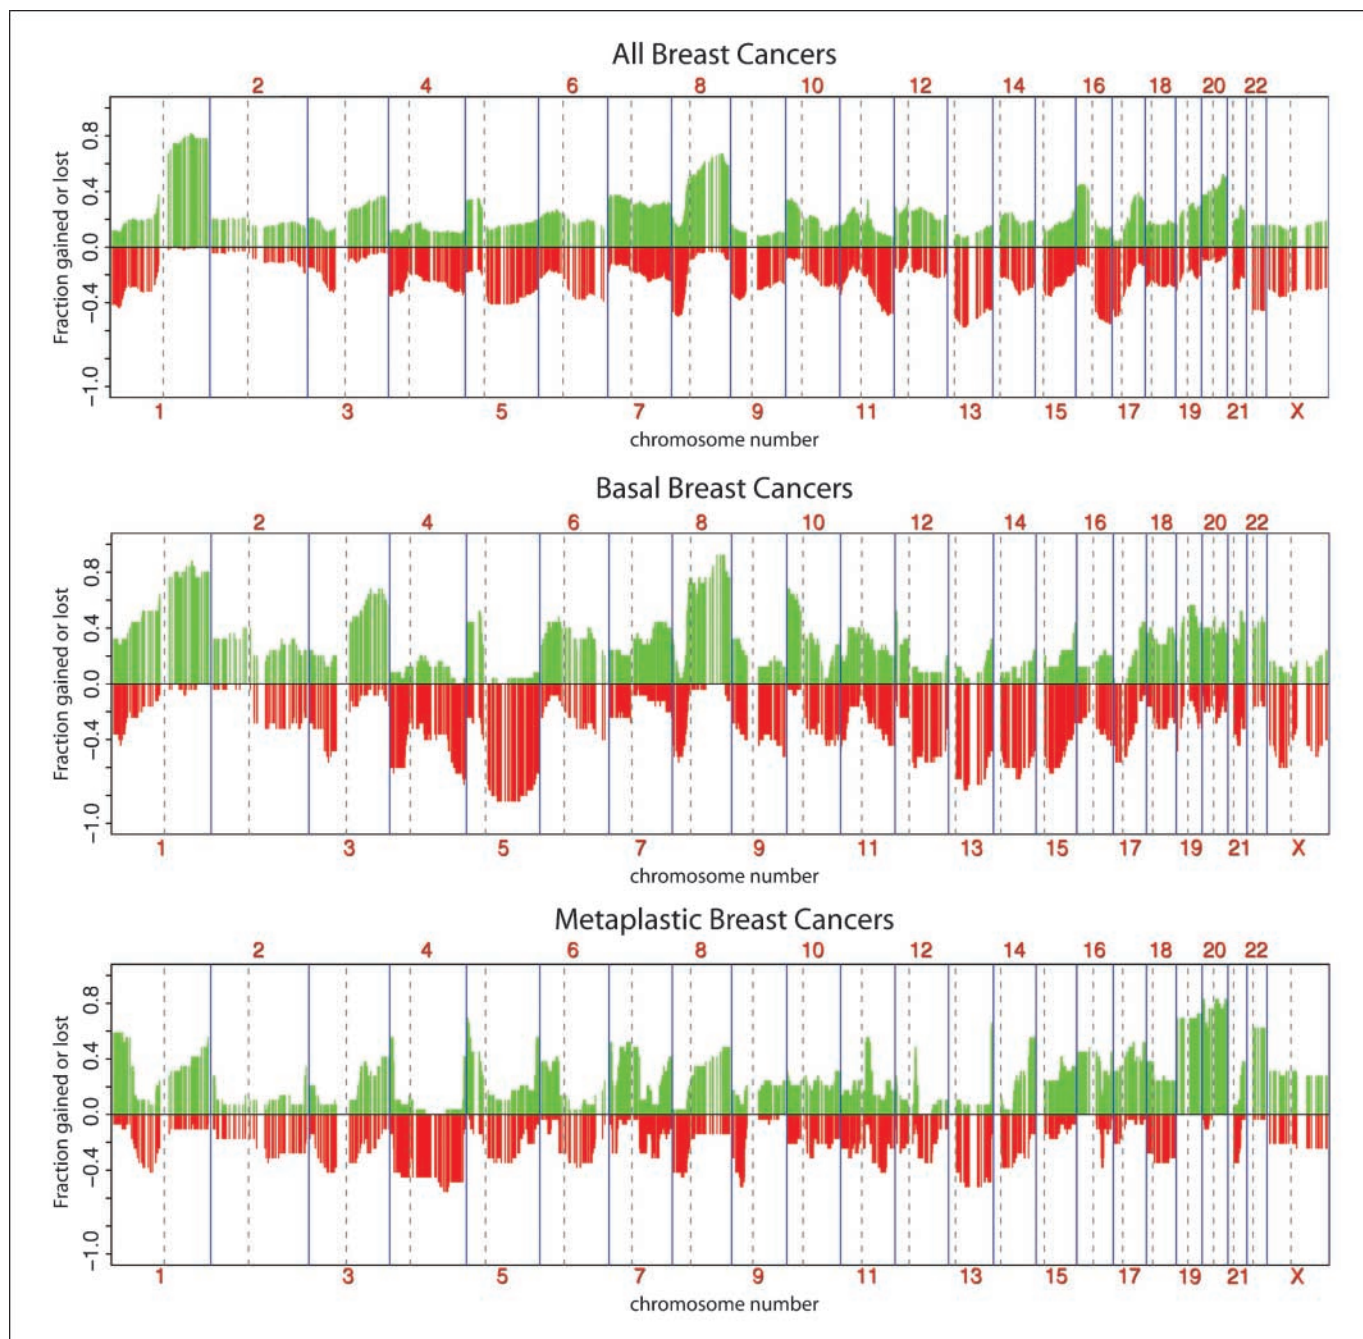 All Breast Cancers
2 4 6 8 10 12 14 16 18 20 22
Fraction gained or lost
0.8
0.4
0.0
−0.4
−1.0
1 3 5 7 9 11 13 15 17 19 21 X
chromosome number
Basal Breast Cancers
2 4 6 8 10 12 14 16 18 20 22
Fraction gained or lost
0.8
0.4
0.0
−0.4
−1.0
1 3 5 7 9 11 13 15 17 19 21 X
chromosome number
Metaplastic Breast Cancers
2 4 6 8 10 12 14 16 18 20 22
Fraction gained or lost
0.8
0.4
0.0
−0.4
−1.0
1 3 5 7 9 11 13 15 17 19 21 X
chromosome number